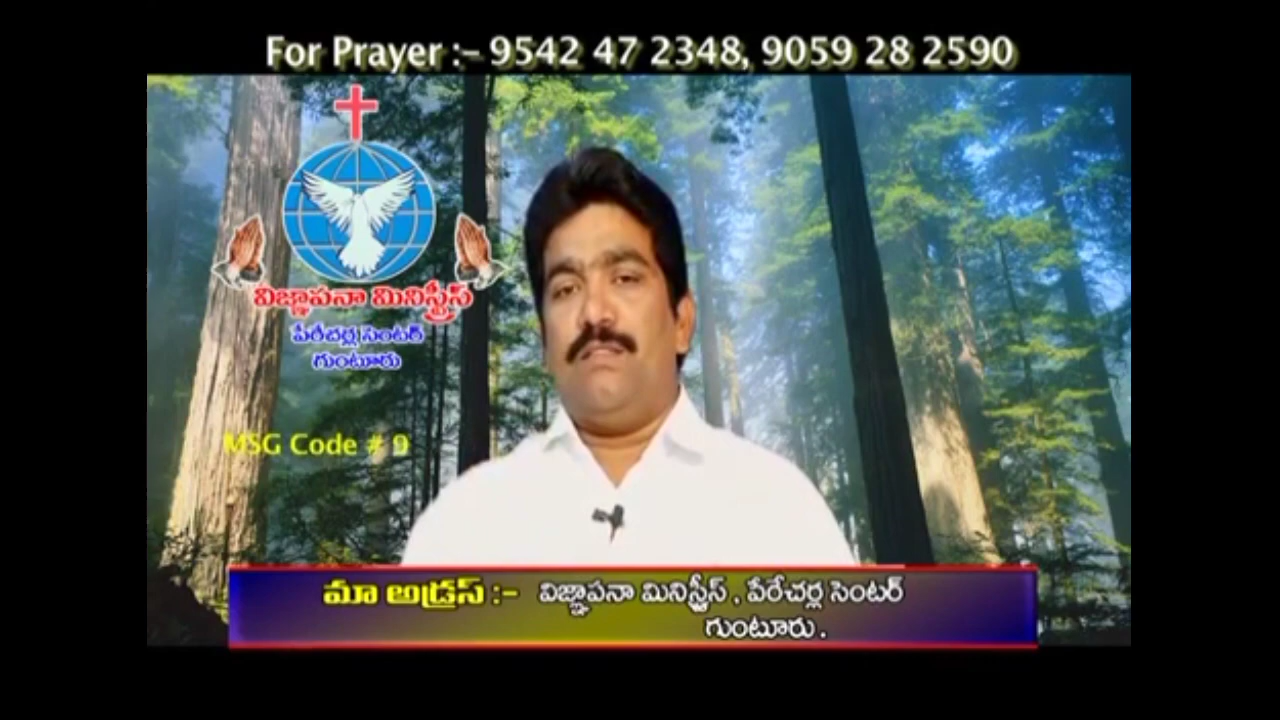 For Prayer :- 9542 47 2348, 9059 28 2590
విజ్ఞాపనా మినిస్ట్రీస్
పేరేచర్ల సెంటర్
గుంటూరు
MSG Code # 9
మా అడ్రస్ :- విజ్ఞాపనా మినిస్ట్రీస్ , పేరేచర్ల సెంటర్
గుంటూరు .